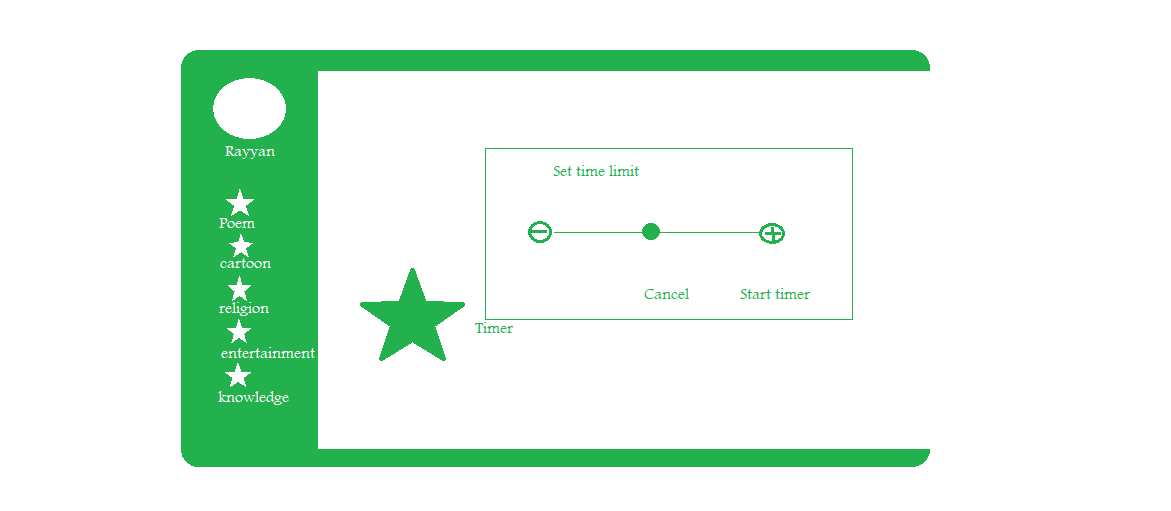 Rayyan
Poem
cartoon
religion
entertainment
knowledge
Set time limit
Cancel
Start timer
Timer